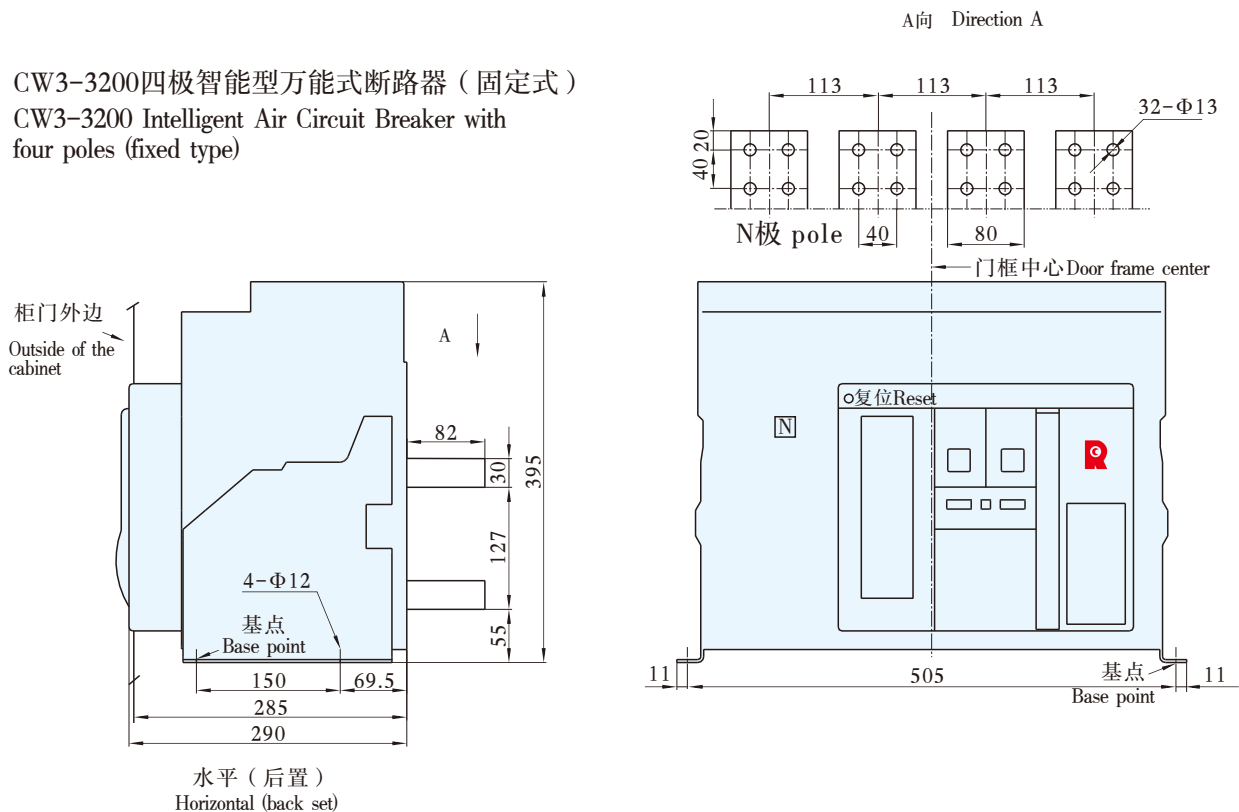 A向 Direction A
CW3-3200四极智能型万能式断路器（固定式）
CW3-3200 Intelligent Air Circuit Breaker with
four poles (fixed type)
113 113 113
32-Φ13
20
40
N极 pole
40
80
门框中心Door frame center
柜门外边
Outside of the
cabinet
A
82
30
395
127
55
4-Φ12
基点
Base point
150
69.5
285
290
水平（后置）
Horizontal (back set)
复位Reset
N
R
11
505
基点
Base point
11